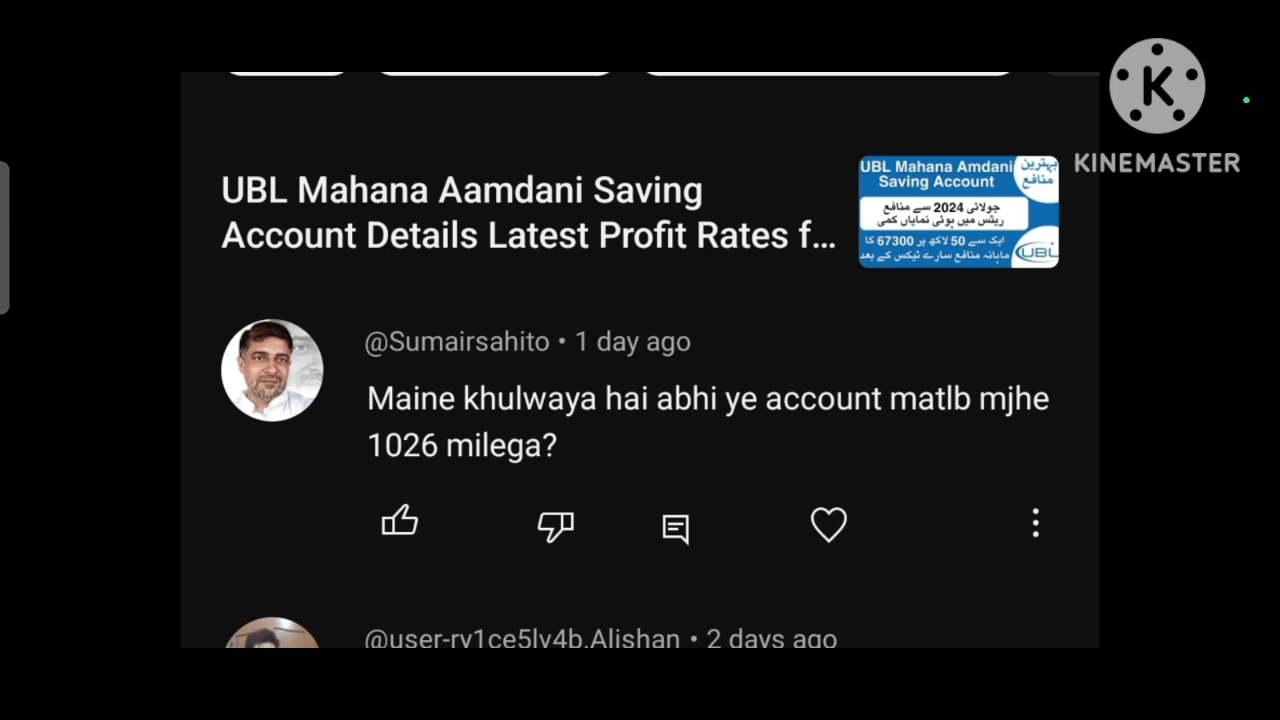 UBL Mahana Aamdani Saving
Account Details Latest Profit Rates f...
UBL Mahana Amdani
Saving Account
بہترین
منافع
جولائی 2024 سے منافع
ریٹس میں ہوئی نمایاں کمی
ایک سے 50 لاکھ پر 67300 کا
ماہانہ منافع سارے ٹیکس کے بعد
UBL
KINEMASTER
@Sumairsahito • 1 day ago
Maine khulwaya hai abhi ye account matlb mjhe
1026 milega?
@user-rv1ce5lv4b.Alishan • 2 days ago